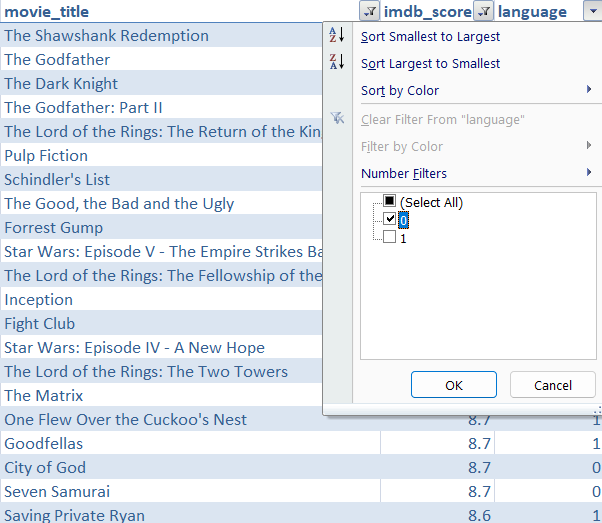 movie_title imdb_score language
The Shawshank Redemption
The Godfather
The Dark Knight
The Godfather: Part II
The Lord of the Rings: The Return of the Kin
Pulp Fiction
Schindler's List
The Good, the Bad and the Ugly
Forrest Gump
Star Wars: Episode V - The Empire Strikes Ba
The Lord of the Rings: The Fellowship of the
Inception
Fight Club
Star Wars: Episode IV - A New Hope
The Lord of the Rings: The Two Towers
The Matrix
One Flew Over the Cuckoo's Nest 8.7 1
Goodfellas 8.7 1
City of God 8.7 0
Seven Samurai 8.7 0
Saving Private Ryan 8.6 1
A Z
Sort Smallest to Largest
Z A
Sort Largest to Smallest
Sort by Color
Clear Filter From "language"
Filter by Color
Number Filters
(Select All)
0
1
OK Cancel